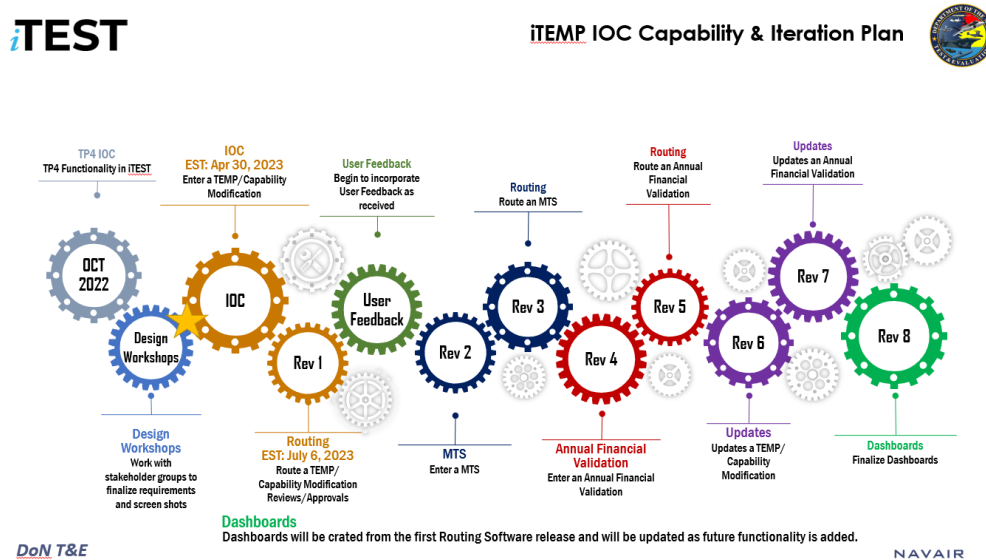 iTEST
iTEMP IOC Capability & Iteration Plan
TP4 IOC
TP4 Functionality in iTEST
IOC
EST: Apr 30, 2023
Enter a TEMP/Capability
Modification
User Feedback
Begin to incorporate
User Feedback as
received
Routing
Route an MTS
Routing
Route an Annual
Financial
Validation
Updates
Updates an Annual
Financial Validation
OCT
2022
Design
Workshops
IOC
Rev 1
User
Feedback
Rev 2
Rev 3
Rev 4
Rev 5
Rev 6
Rev 7
Rev 8
Design
Workshops
Work with
stakeholder groups to
finalize requirements
and screen shots
Routing
EST: July 6, 2023
Route a TEMP/
Capability Modification
Reviews/Approvals
MTS
Enter a MTS
Annual Financial
Validation
Enter an Annual Financial
Validation
Updates
Updates a TEMP/
Capability
Modification
Dashboards
Finalize Dashboards
Dashboards
Dashboards will be crated from the first Routing Software release and will be updated as future functionality is added.
DoN T&E
NAVAIR